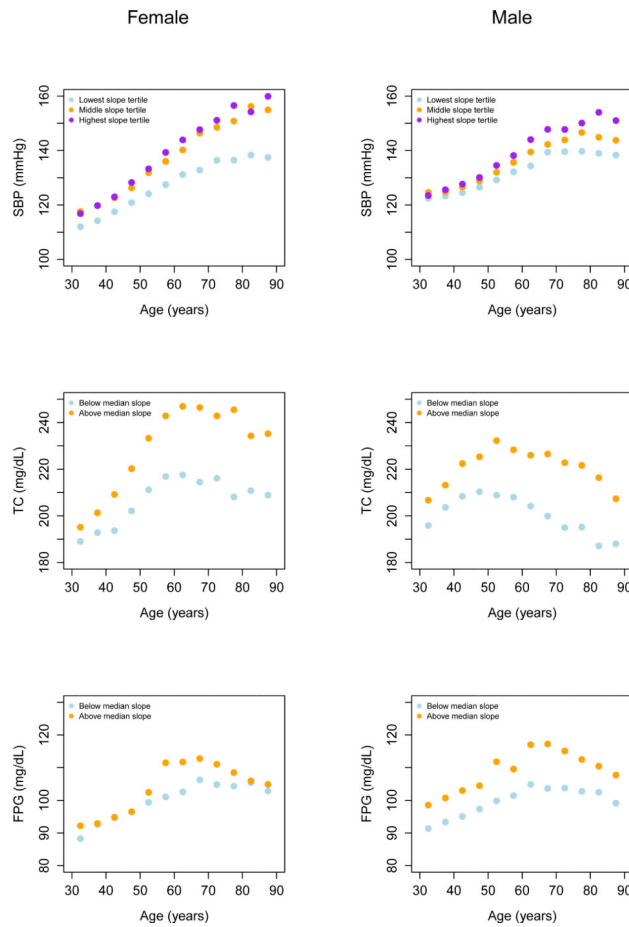 Female
Male
SBP (mmHg)
160
140
120
100
Lowest slope tertile
Middle slope tertile
Highest slope tertile
30 40 50 60 70 80 90
Age (years)
SBP (mmHg)
160
140
120
100
Lowest slope tertile
Middle slope tertile
Highest slope tertile
30 40 50 60 70 80 90
Age (years)
TC (mg/dL)
240
220
200
180
Below median slope
Above median slope
30 40 50 60 70 80 90
Age (years)
TC (mg/dL)
240
220
200
180
Below median slope
Above median slope
30 40 50 60 70 80 90
Age (years)
FPG (mg/dL)
120
100
90
80
Below median slope
Above median slope
30 40 50 60 70 80 90
Age (years)
FPG (mg/dL)
120
100
90
80
Below median slope
Above median slope
30 40 50 60 70 80 90
Age (years)